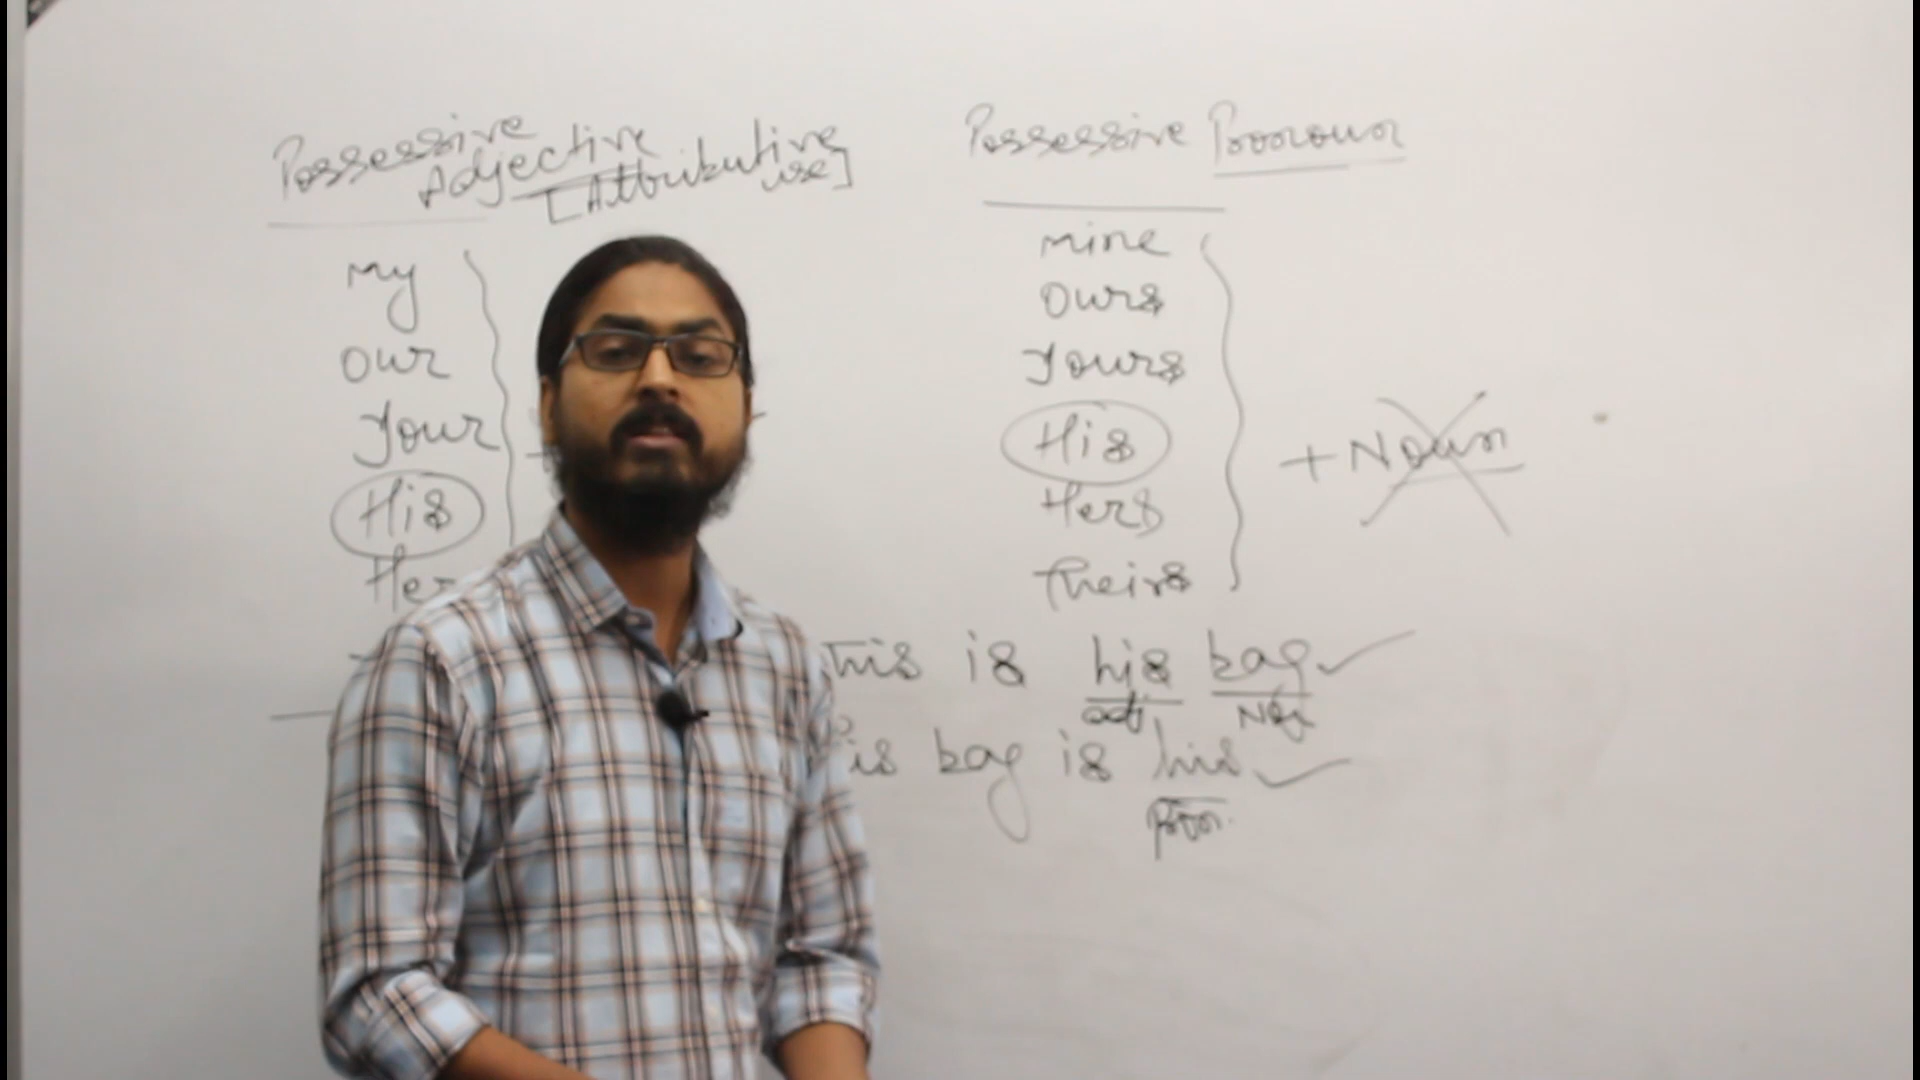 Possessive
Adjective
[Attributive
use]
my
our
your
His
Her
Possessive Pronoun
mine
ours
yours
His
Hers
Theirs
+ Noun
This is his bag
adj
is bag is his
pron.